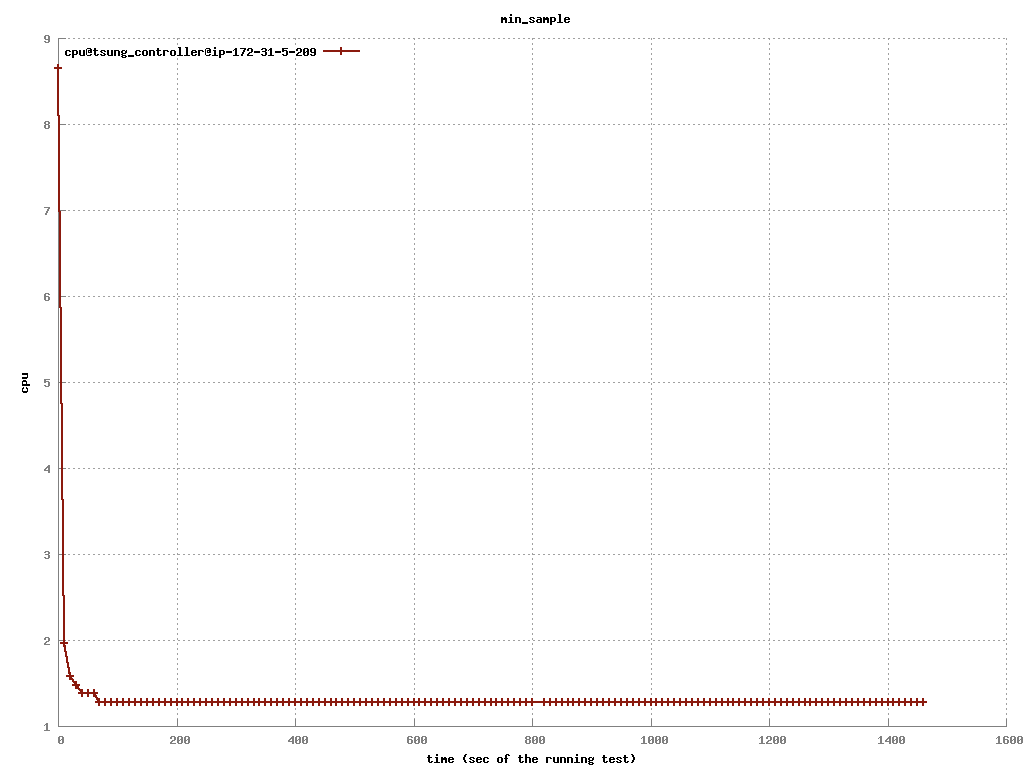 min_sample
cpu@tsung_controller@ip-172-31-5-209
9
8
7
6
5
4
3
2
1
cpu
0 200 400 600 800 1000 1200 1400 1600
time (sec of the running test)